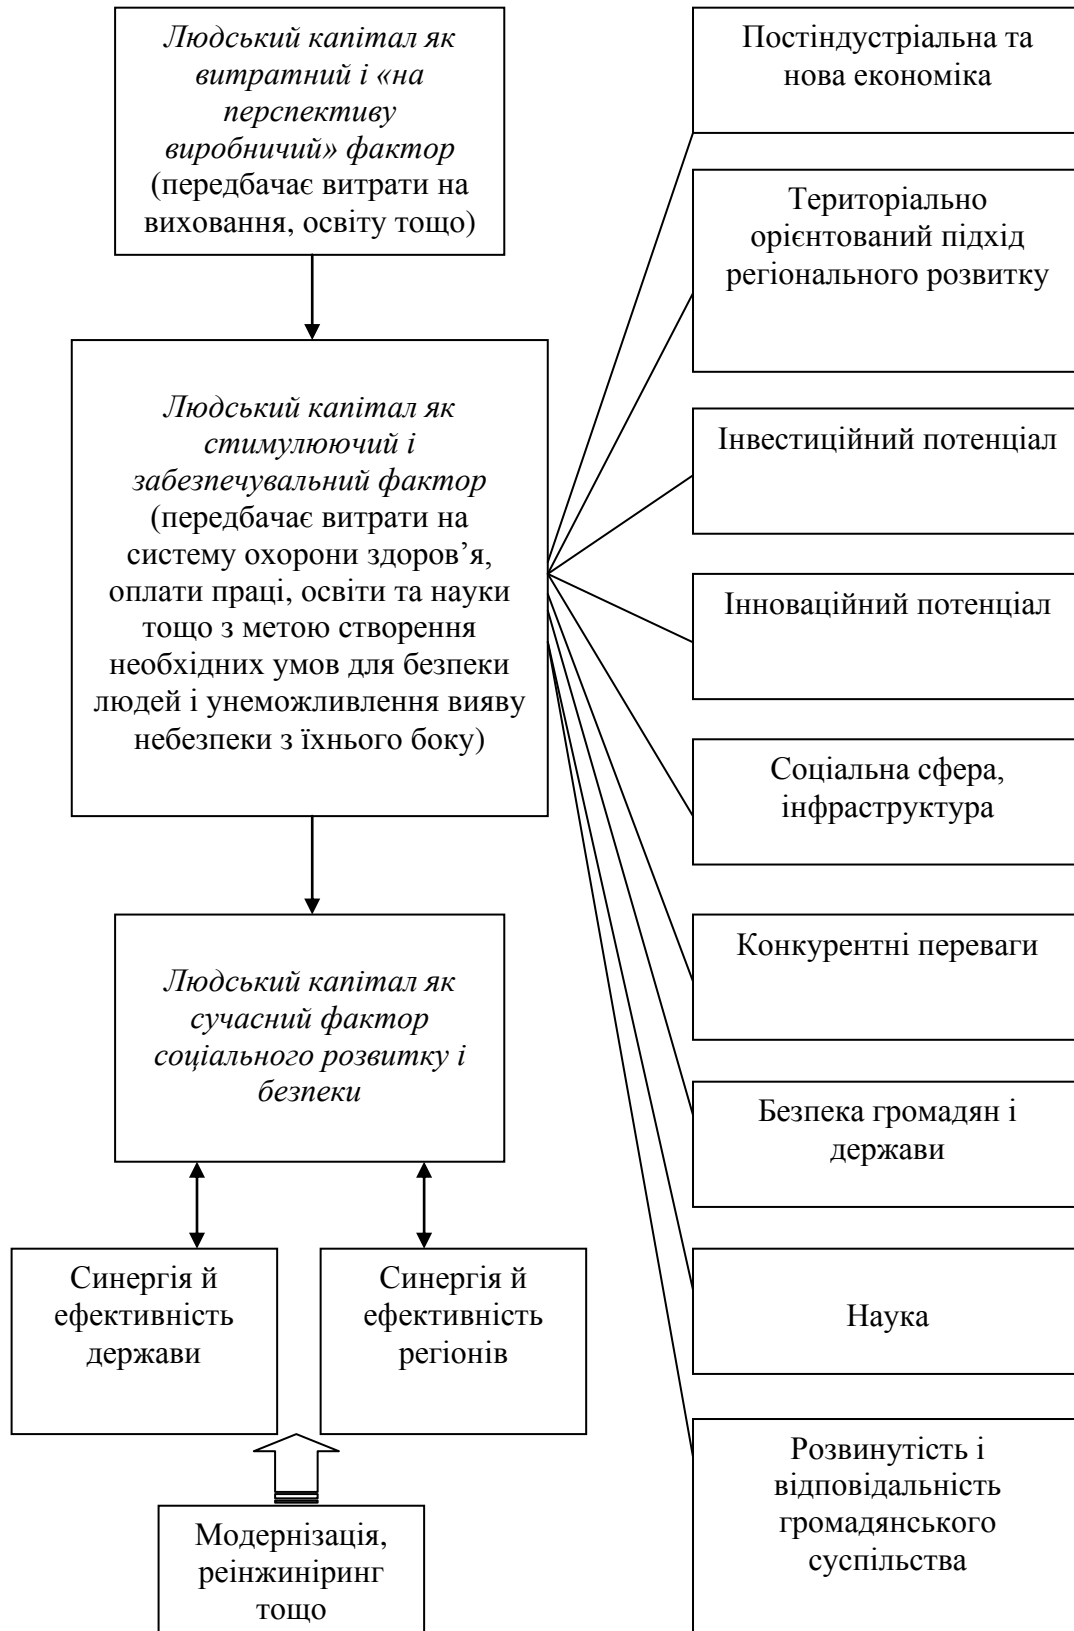 Людський капітал як
витратний і «на
перспективу
виробничий» фактор
(передбачає витрати на
виховання, освіту тощо)
Людський капітал як
стимулюючий і
забезпечувальний фактор
(передбачає витрати на
систему охорони здоров’я,
оплати праці, освіти та науки
тощо з метою створення
необхідних умов для безпеки
людей і унеможливлення вияву
небезпеки з їхнього боку)
Людський капітал як
сучасний фактор
соціального розвитку і
безпеки
Синергія й
ефективність
держави
Синергія й
ефективність
регіонів
Модернізація,
реінжиніринг
тощо
Постіндустріальна та
нова економіка
Територіально
орієнтований підхід
регіонального розвитку
Інвестиційний потенціал
Інноваційний потенціал
Соціальна сфера,
інфраструктура
Конкурентні переваги
Безпека громадян і
держави
Наука
Розвинутість і
відповідальність
громадянського
суспільства